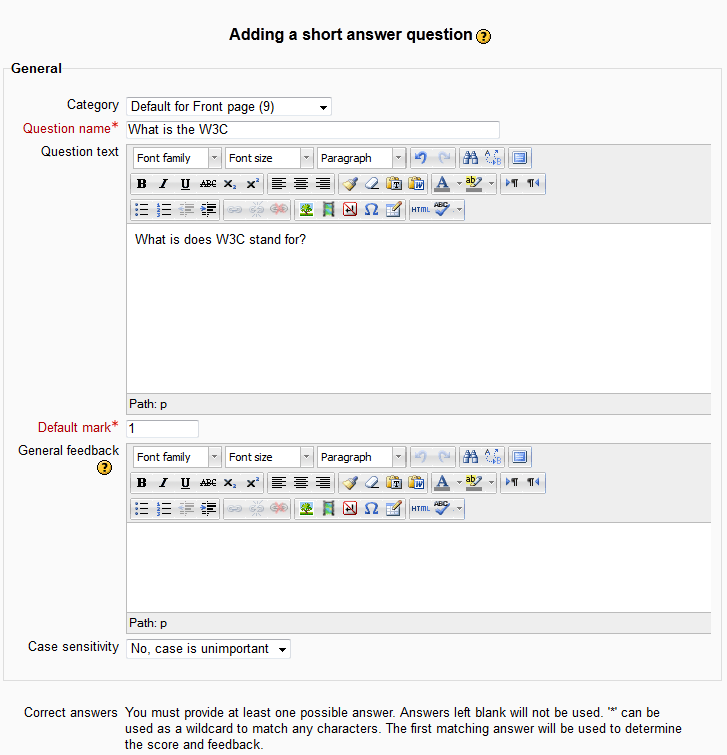 Adding a short answer question
General
Category Default for Front page (9)
Question name* What is the W3C
Question text
Font family Font size Paragraph
B I U ABC X₂ X² A ab
HTML ABC
What is does W3C stand for?
Path: p
Default mark* 1
General feedback
Font family Font size Paragraph
B I U ABC X₂ X² A ab
HTML ABC
Path: p
Case sensitivity No, case is unimportant
Correct answers You must provide at least one possible answer. Answers left blank will not be used. '*' can be
used as a wildcard to match any characters. The first matching answer will be used to determine
the score and feedback.